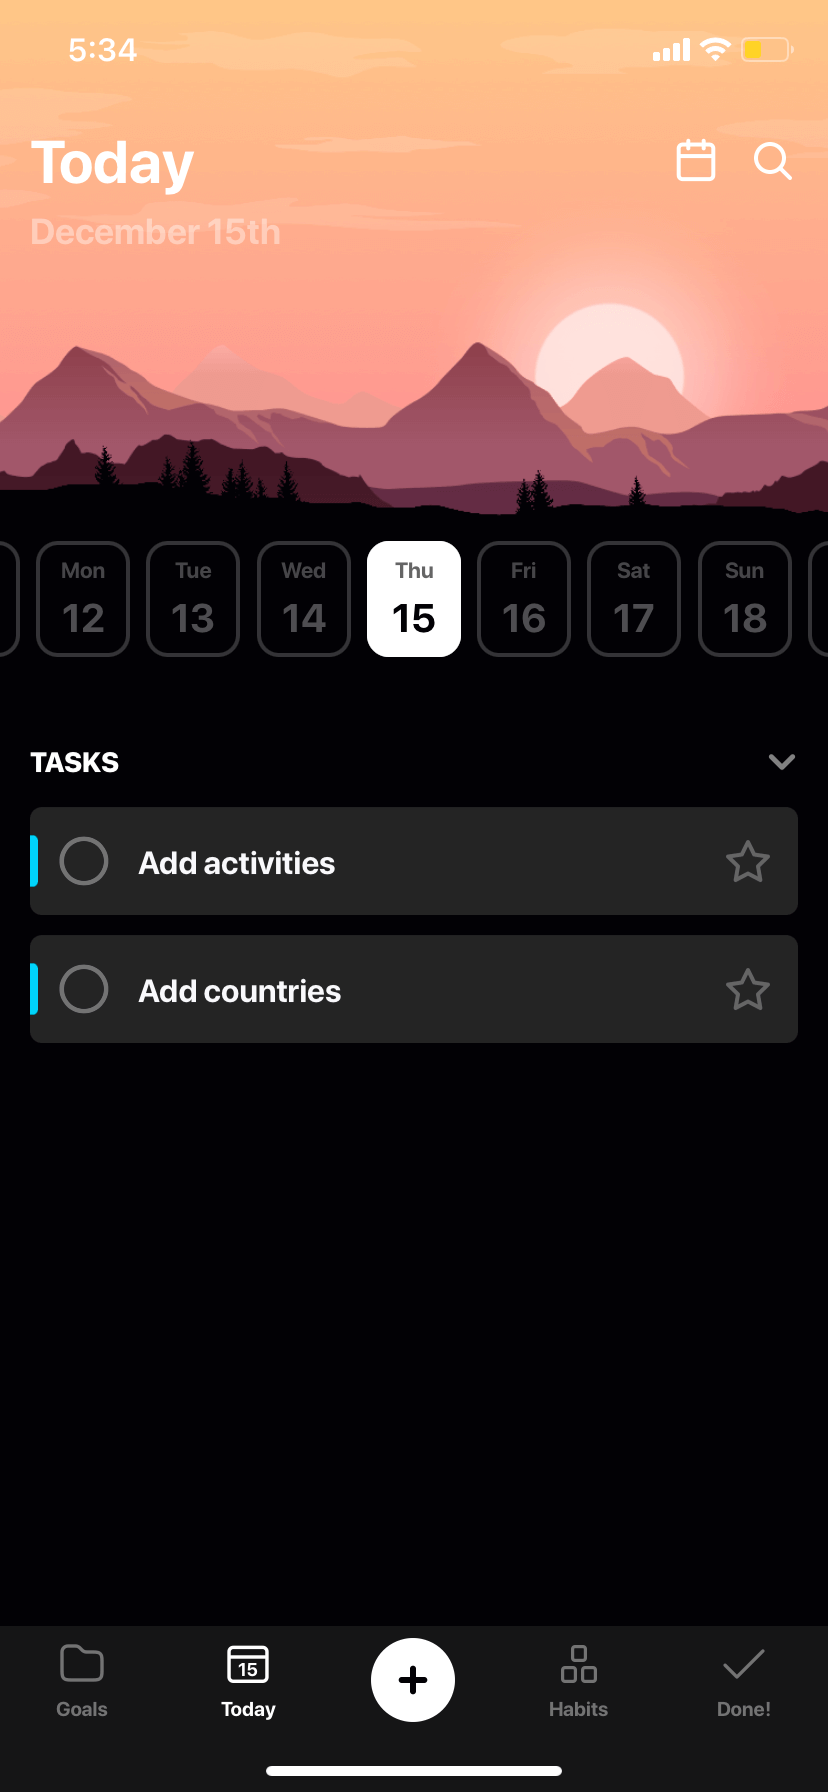 5:34
Today
December 15th
Mon Tue Wed Thu Fri Sat Sun
12 13 14 15 16 17 18
TASKS
Add activities
Add countries
15
Goals Today Habits Done!